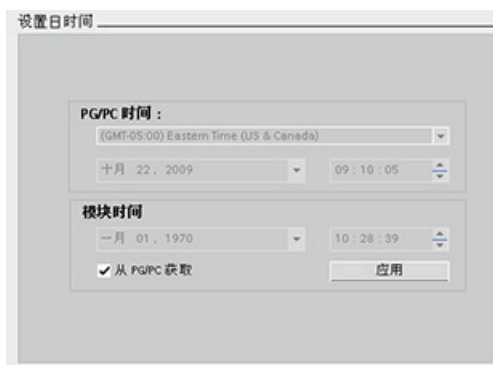 设置日时间
PG/PC 时间：
(GMT-05:00) Eastern Time (US & Canada)
十月 22, 2009
09:10:05
模块时间
一月 01, 1970
10:28:39
从 PG/PC 获取
应用